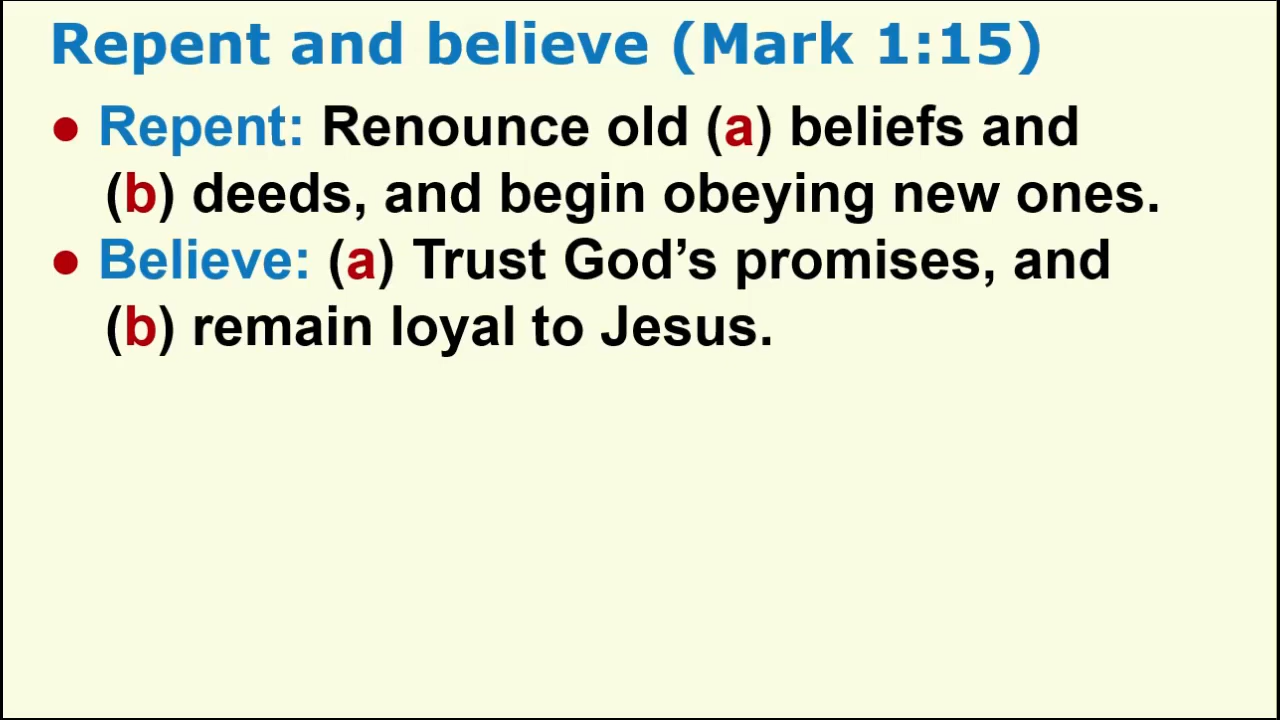 Repent and believe (Mark 1:15)
● Repent: Renounce old (a) beliefs and
(b) deeds, and begin obeying new ones.
● Believe: (a) Trust God’s promises, and
(b) remain loyal to Jesus.